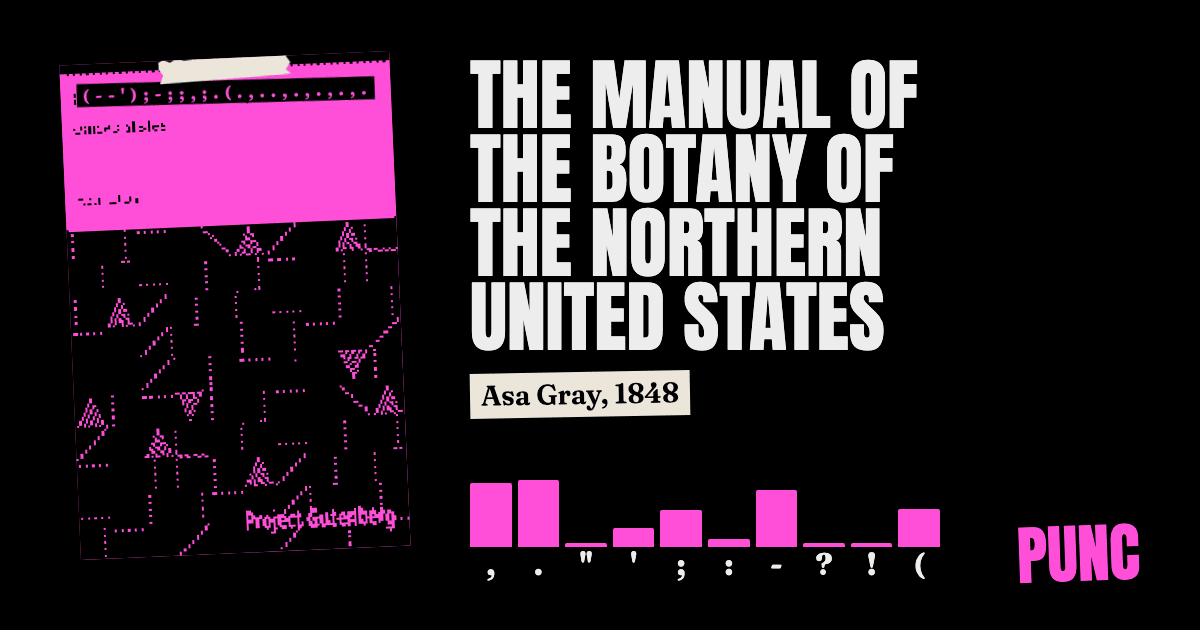 (--');-;;,;.(.,..,.,.,.,.
Project Gutenberg
THE MANUAL OF
THE BOTANY OF
THE NORTHERN
UNITED STATES
Asa Gray, 1848
, . " ' ; : - ? ! (
PUNC